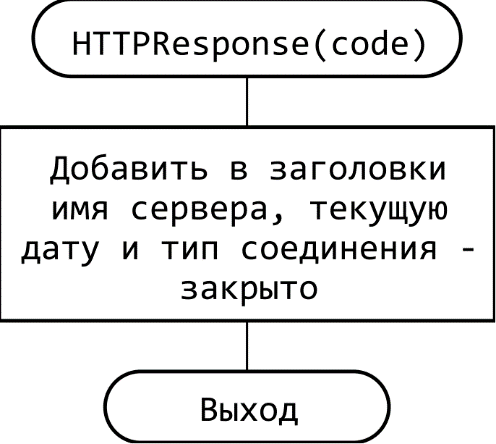 HTTPResponse(code)
Добавить в заголовки
имя сервера, текущую
дату и тип соединения -
закрыто
Выход